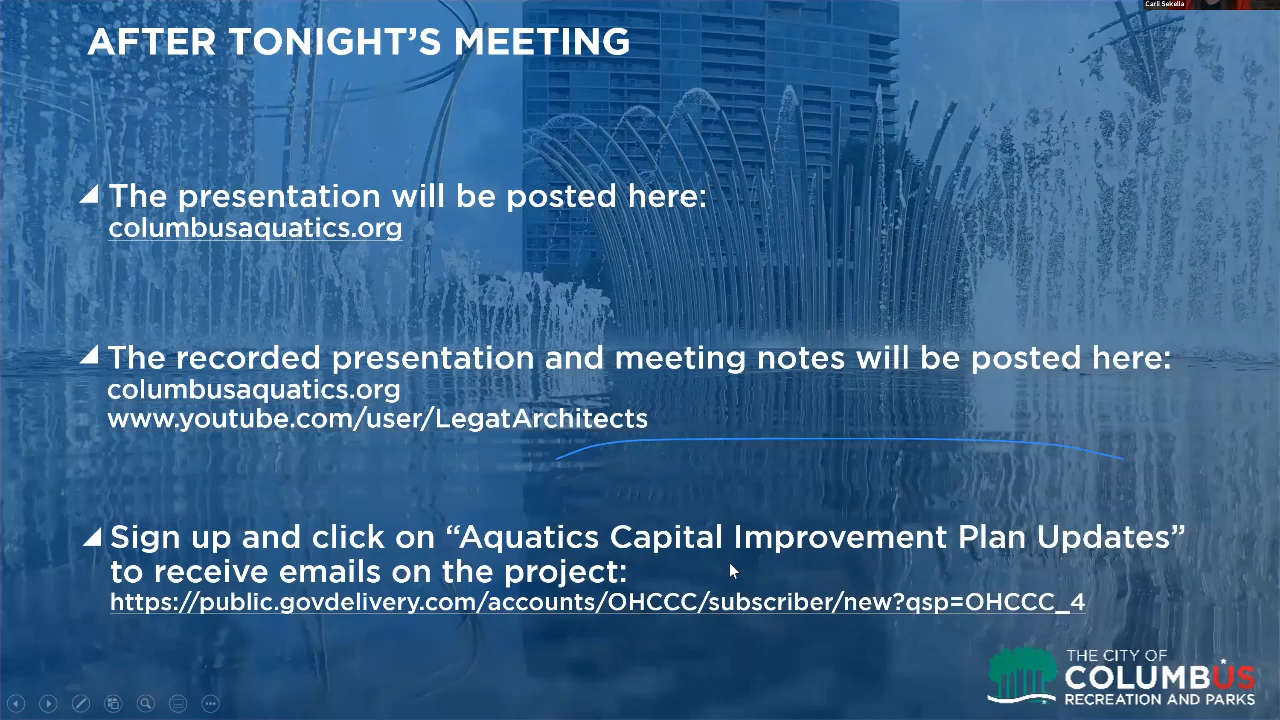 Carli Sekella
AFTER TONIGHT'S MEETING
The presentation will be posted here:
columbusaquatics.org
The recorded presentation and meeting notes will be posted here:
columbusaquatics.org
www.youtube.com/user/LegatArchitects
Sign up and click on “Aquatics Capital Improvement Plan Updates”
to receive emails on the project:
https://public.govdelivery.com/accounts/OHCCC/subscriber/new?qsp=OHCCC_4
THE CITY OF
COLUMBUS
RECREATION AND PARKS